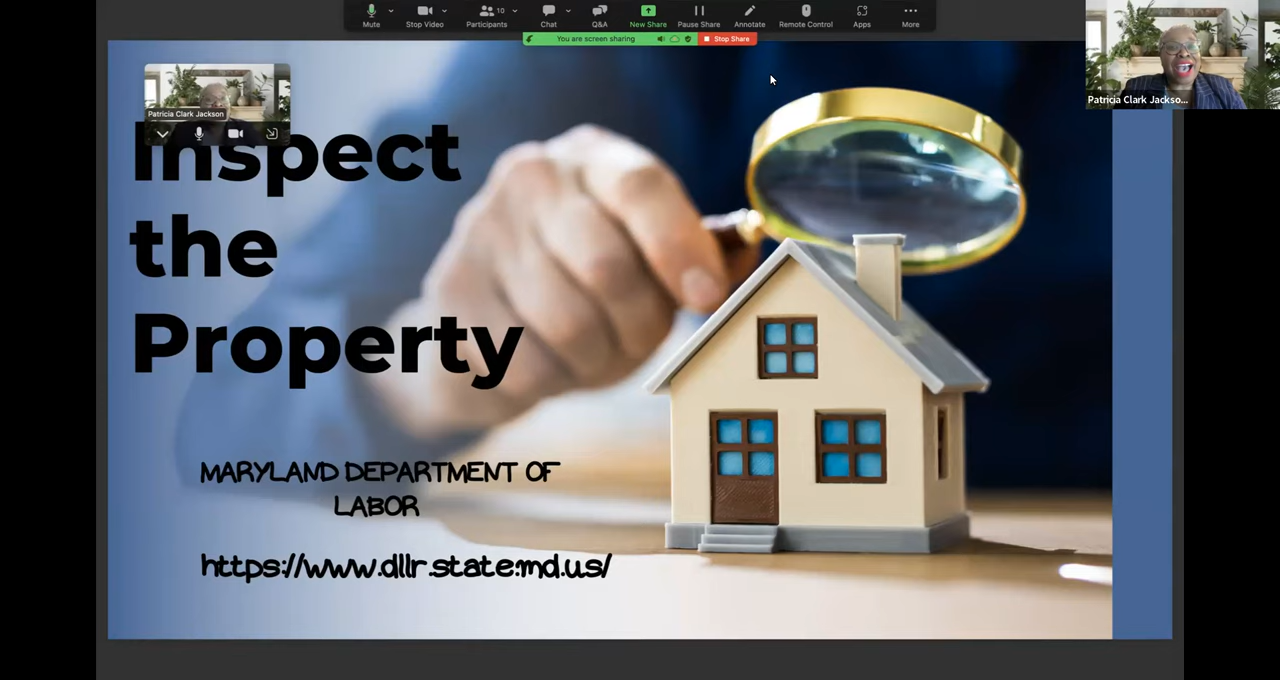 Mute
Stop Video
Participants
10
Chat
Q&A
New Share
Pause Share
Annotate
Remote Control
Apps
More
You are screen sharing
Stop Share
Patricia Clark Jackso...
Patricia Clark Jackson
Inspect
the
Property
MARYLAND DEPARTMENT OF
LABOR
https://www.dllr.state.md.us/